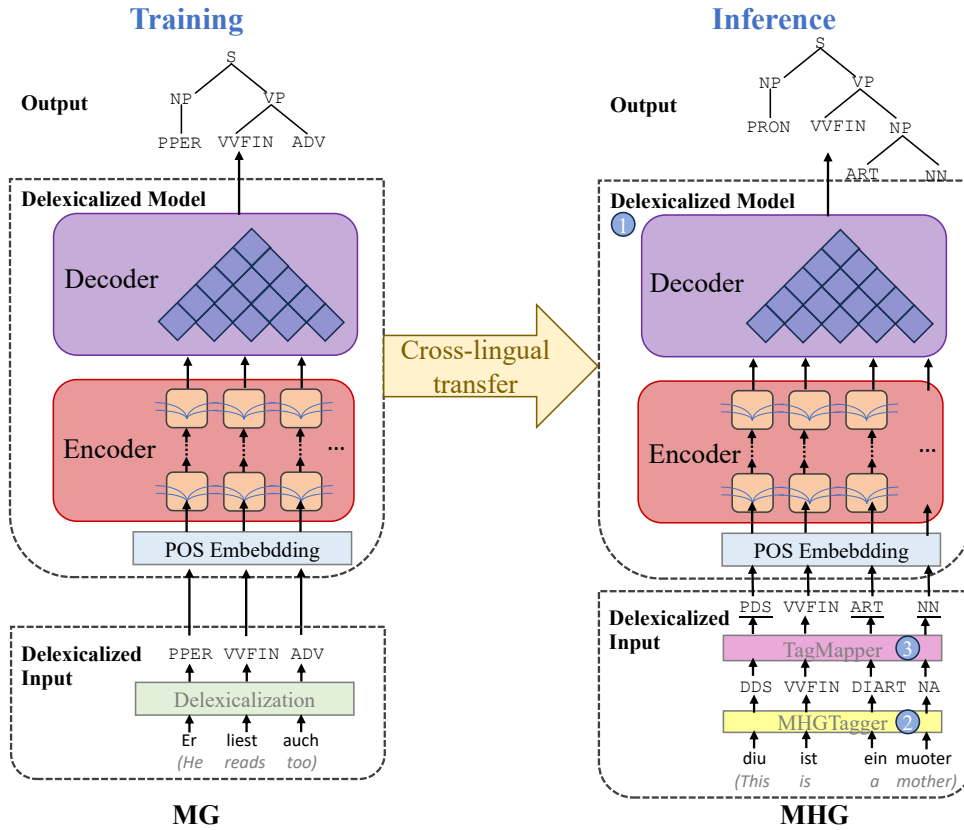 Training
Output
S
NP VP
PPER VVFIN ADV
Delexicalized Model
Decoder
Encoder
...
POS Embebdding
Delexicalized
Input
PPER VVFIN ADV
Delexicalization
Er liest auch
(He reads too)
MG
Cross-lingual
transfer
Inference
Output
S
NP VP
PRON VVFIN NP
ART NN
Delexicalized Model
1
Decoder
Encoder
...
POS Embebdding
Delexicalized
Input
PDS VVFIN ART NN
TagMapper 3
DDS VVFIN DIART NA
MHGTagger 2
diu ist ein muoter
(This is a mother)
MHG